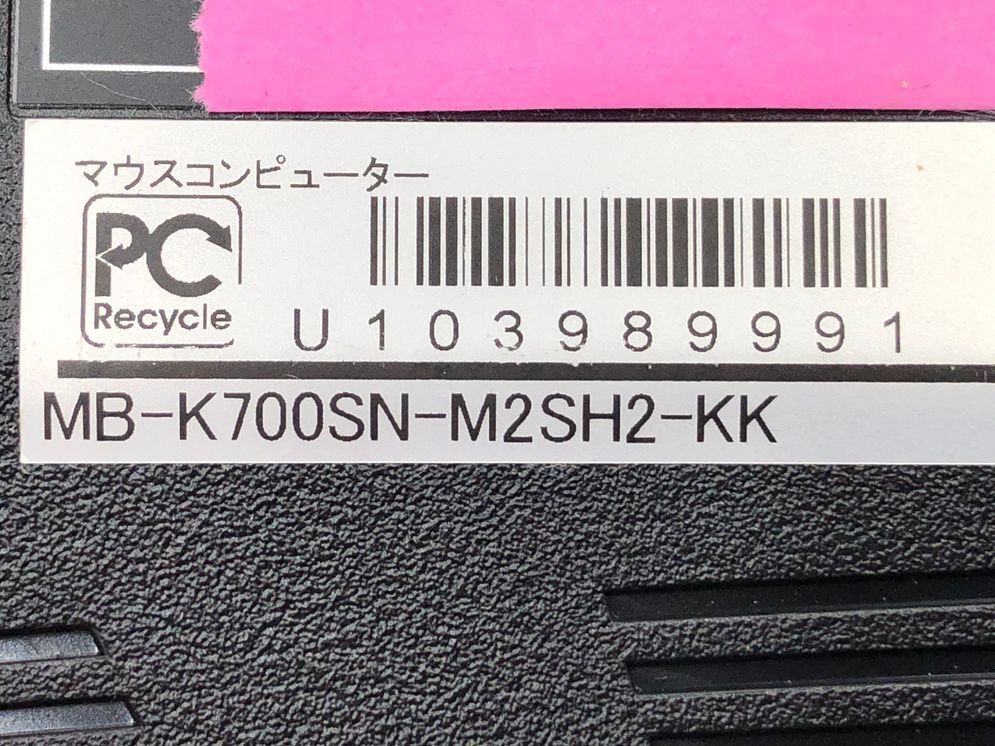 マウスコンピューター
PC
Recycle
U103989991
MB-K700SN-M2SH2-KK